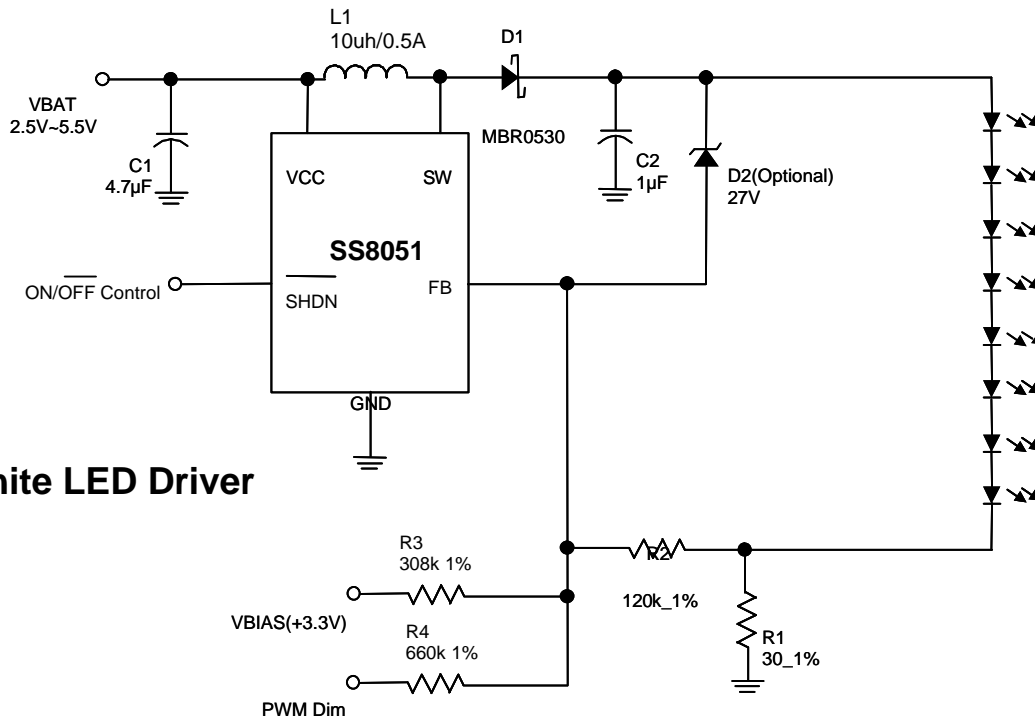 L1
10uh/0.5A
D1
VBAT
2.5V~5.5V
C1
4.7µF
MBR0530
C2
1µF
D2(Optional)
27V
VCC
SW
SS8051
ON/OFF Control
SHDN
FB
GND
LED Driver
R3
308k 1%
VBIAS(+3.3V)
R4
660k 1%
PWM Dim
R2
120k_1%
R1
30_1%